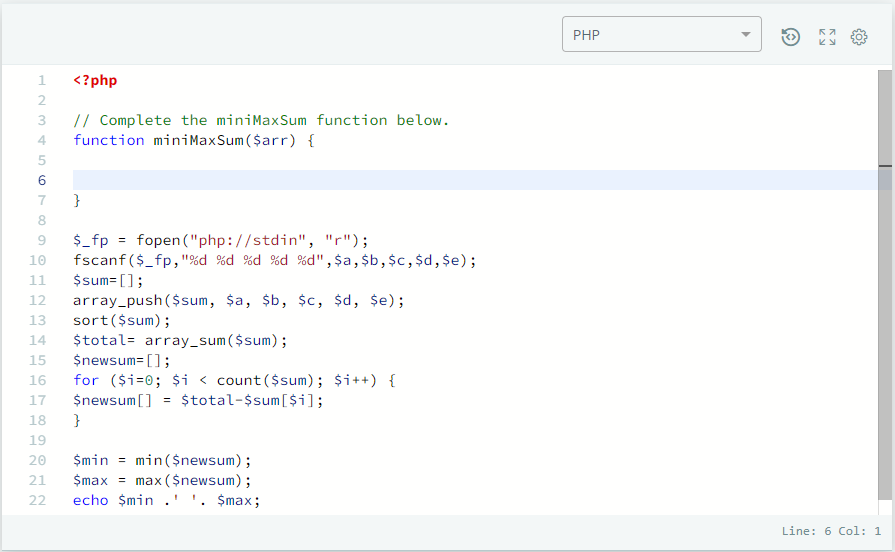 PHP
1 <?php
2
3 // Complete the miniMaxSum function below.
4 function miniMaxSum($arr) {
5
6
7 }
8
9 $_fp = fopen("php://stdin", "r");
10 fscanf($_fp,"%d %d %d %d %d",$a,$b,$c,$d,$e);
11 $sum=[];
12 array_push($sum, $a, $b, $c, $d, $e);
13 sort($sum);
14 $total= array_sum($sum);
15 $newsum=[];
16 for ($i=0; $i < count($sum); $i++) {
17 $newsum[] = $total-$sum[$i];
18 }
19
20 $min = min($newsum);
21 $max = max($newsum);
22 echo $min .' '. $max;
Line: 6 Col: 1